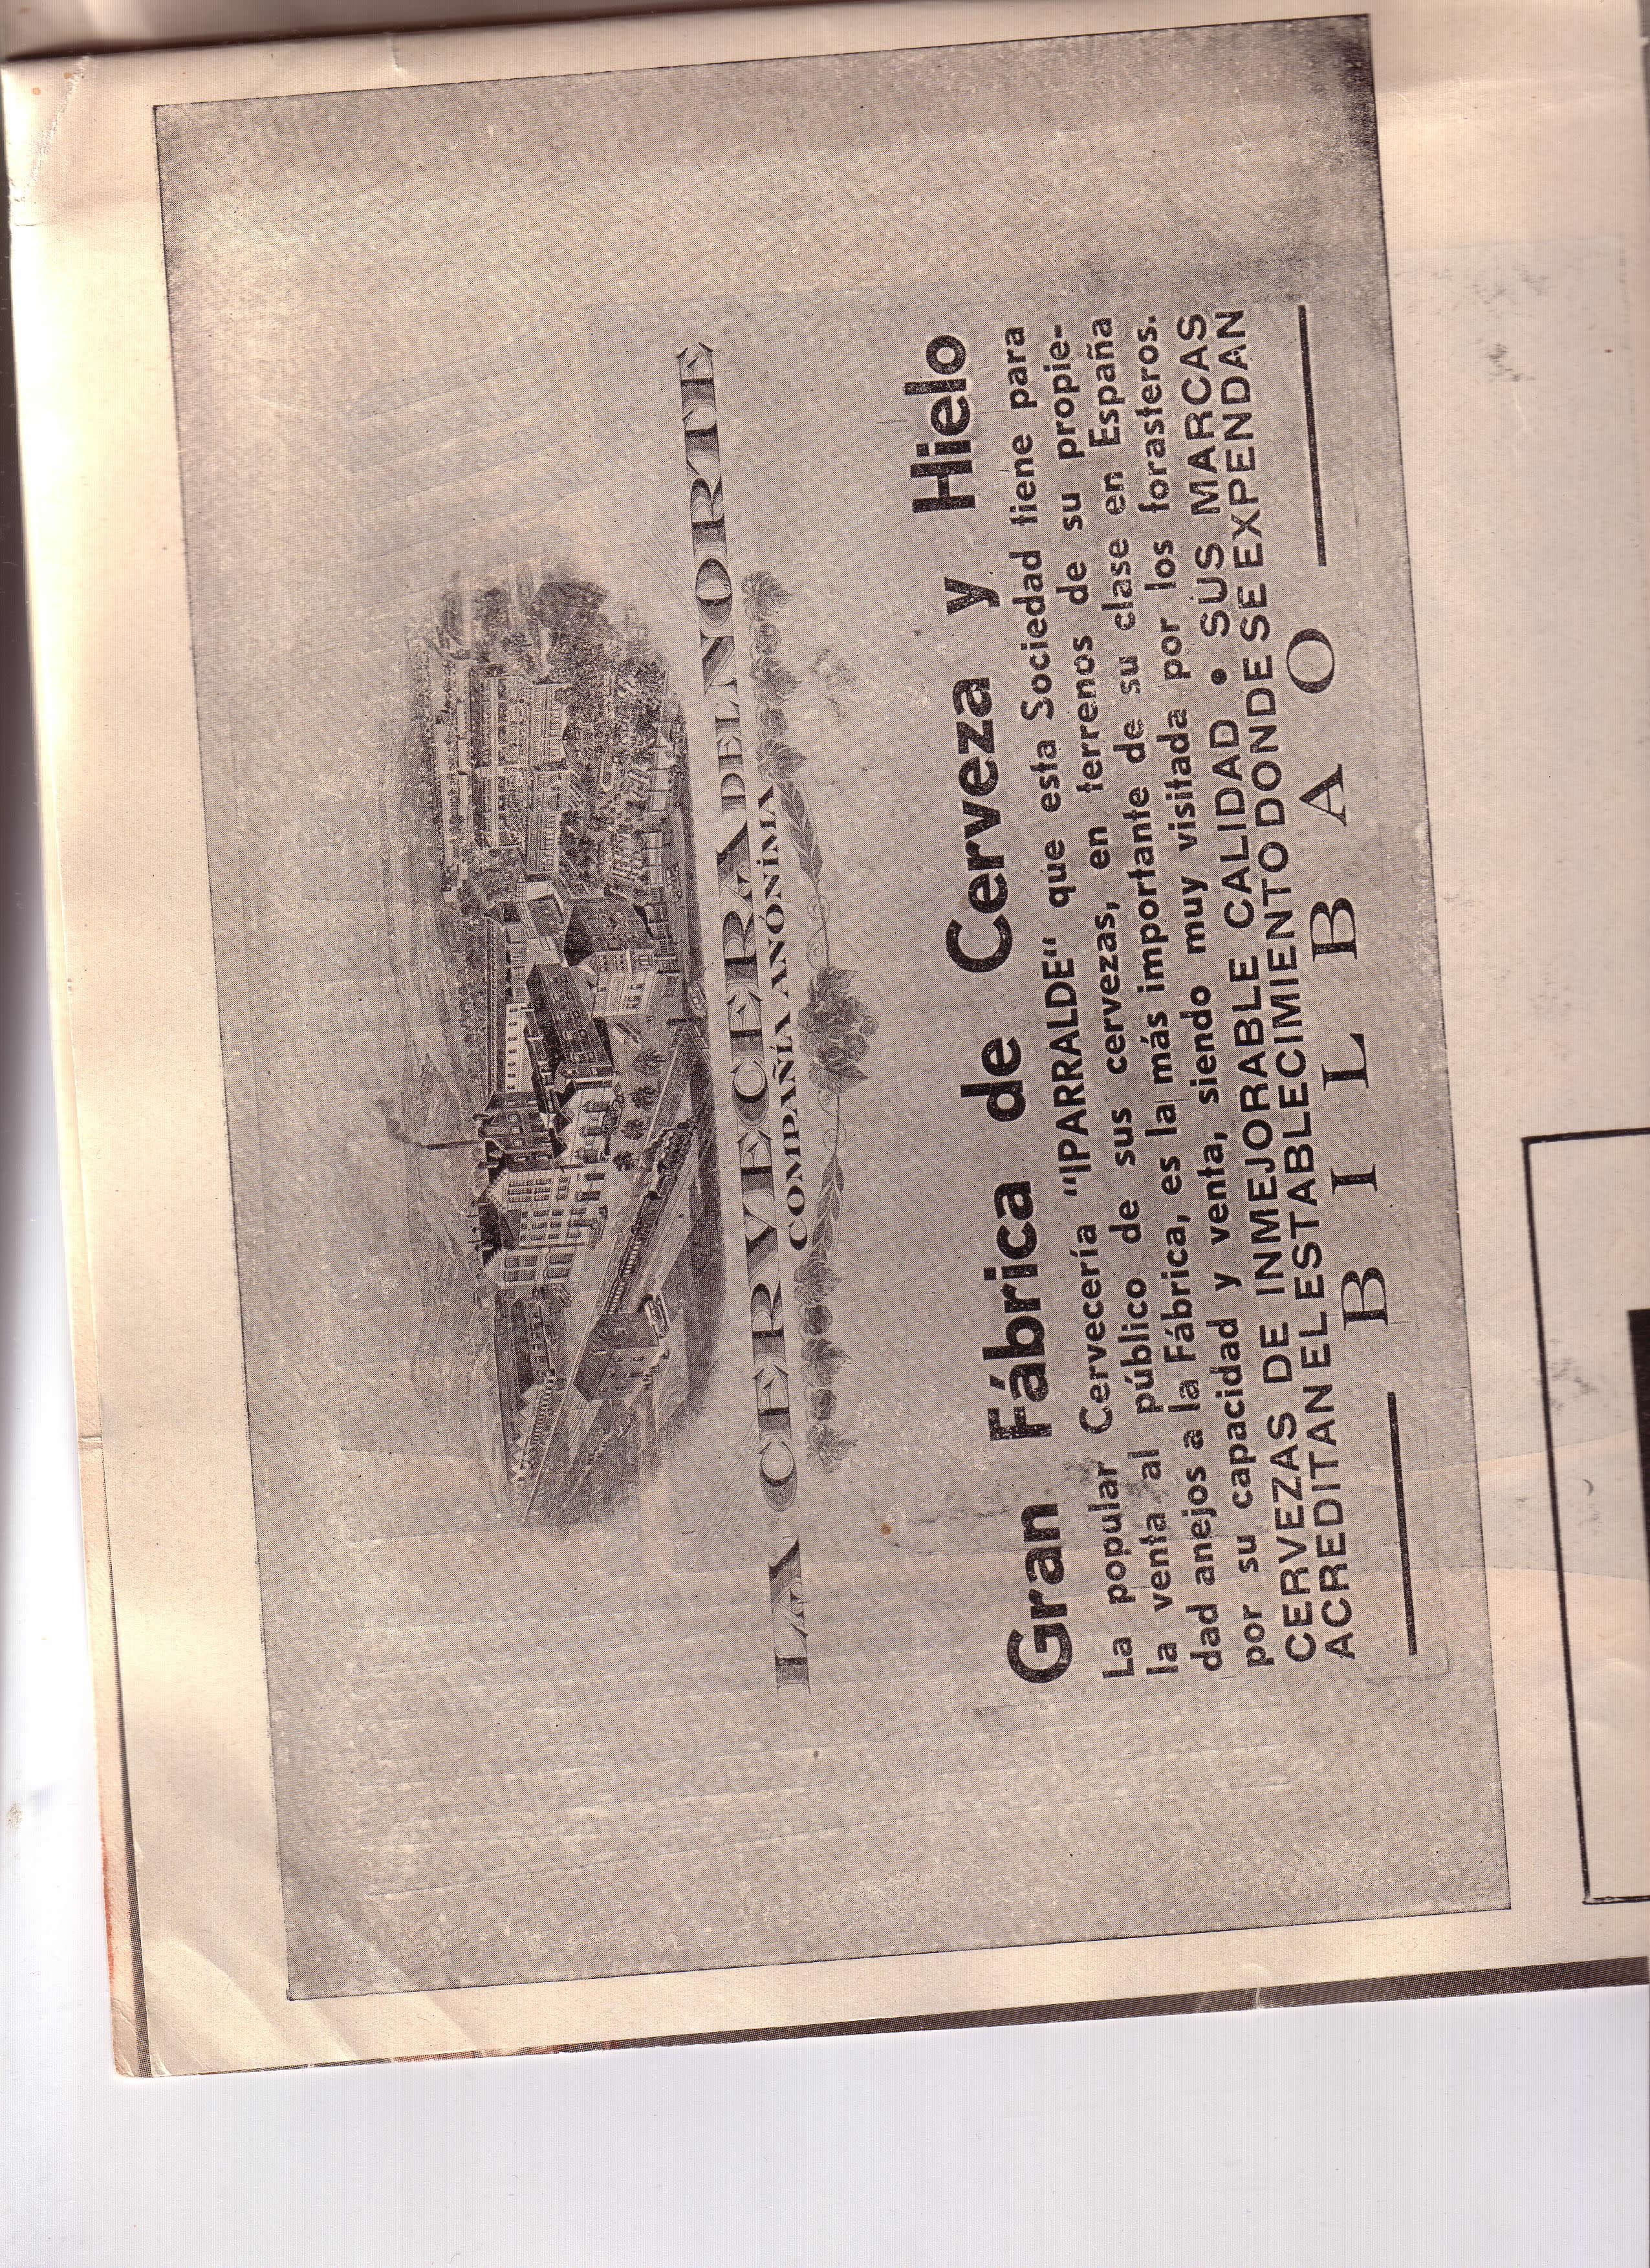 LA CERVECERA DEL NORTE
COMPAÑÍA ANÓNIMA
Gran Fábrica de Cerveza y Hielo
La popular Cervecería "IPARRALDE" que esta Sociedad tiene para
la venta al público de sus cervezas, en terrenos de su propie-
dad anejos a la Fábrica, es la más importante de su clase en España
por su capacidad y venta, siendo muy visitada por los forasteros.
CERVEZAS DE INMEJORABLE CALIDAD • SUS MARCAS
ACREDITAN EL ESTABLECIMIENTO DONDE SE EXPENDAN
BILBAO